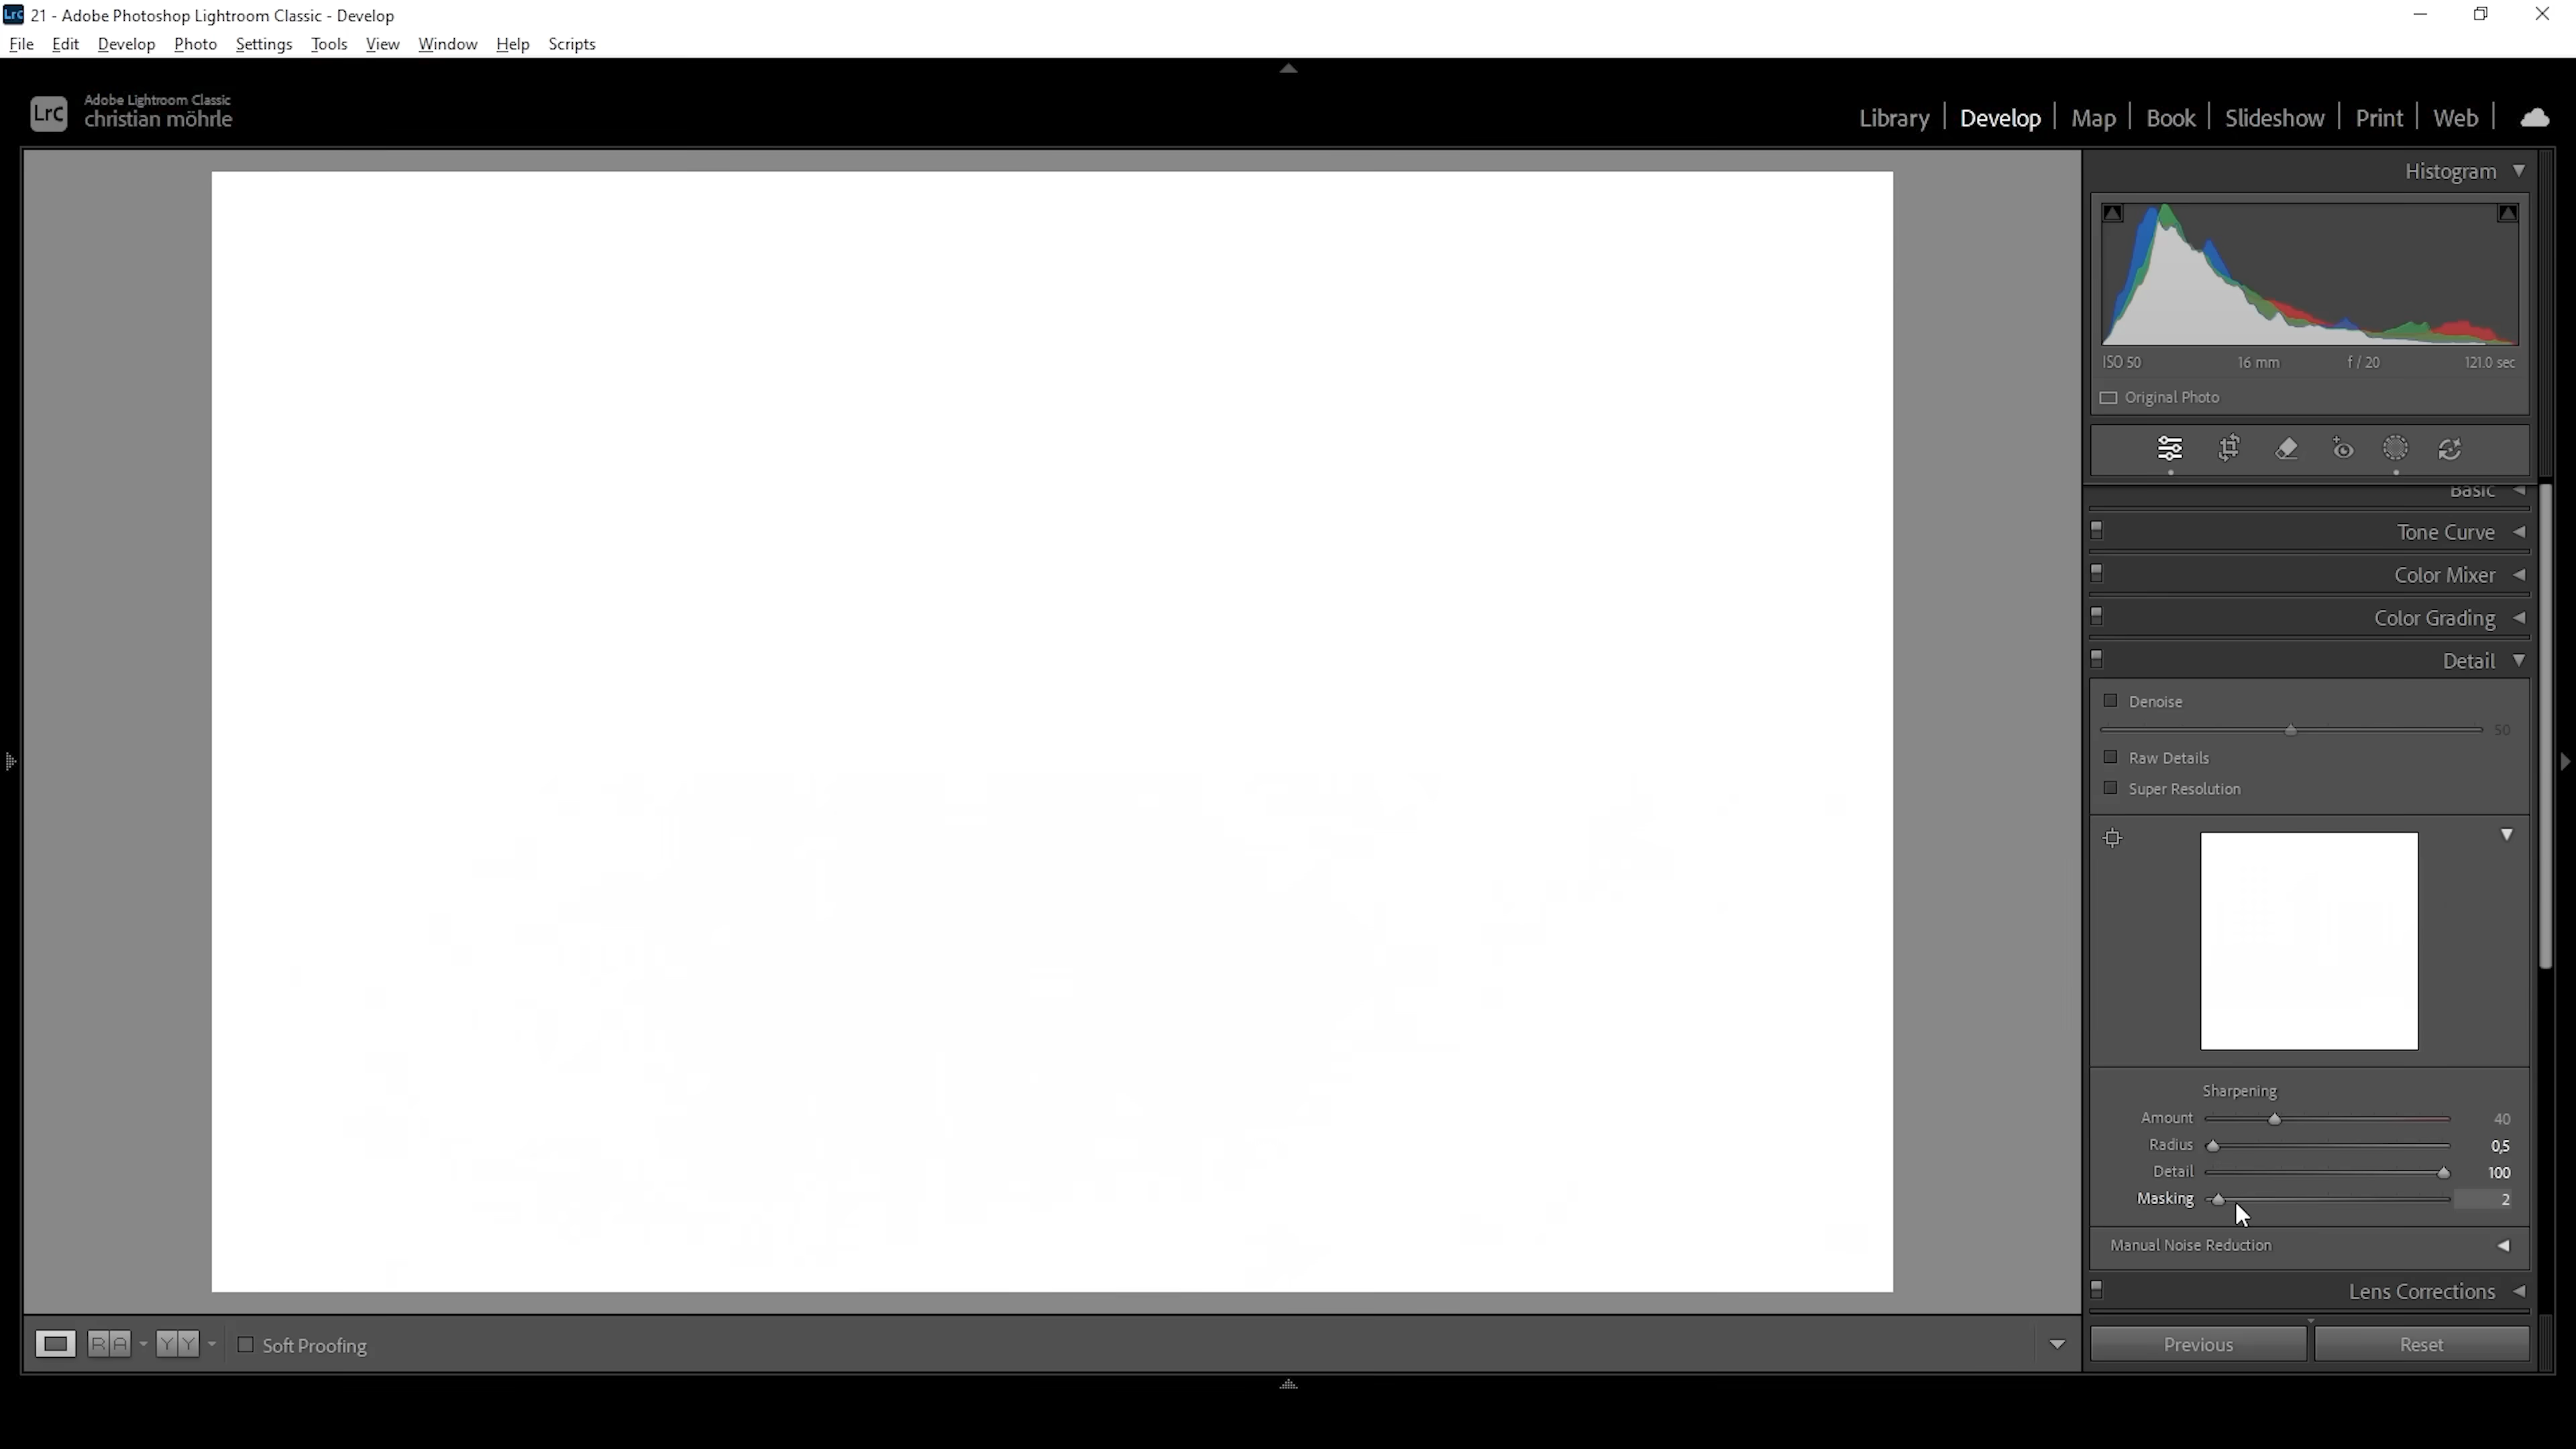 Lrc 21 - Adobe Photoshop Lightroom Classic - Develop
File Edit Develop Photo Settings Tools View Window Help Scripts
Lrc Adobe Lightroom Classic
christian möhrle
Library | Develop | Map | Book | Slideshow | Print | Web |
Histogram
ISO 50 16 mm f / 20 121.0 sec
Original Photo
Basic
Tone Curve
Color Mixer
Color Grading
Detail
Denoise
50
Raw Details
Super Resolution
Sharpening
Amount 40
Radius 0,5
Detail 100
Masking 2
Manual Noise Reduction
Lens Corrections
R A Y Y Soft Proofing
Previous Reset